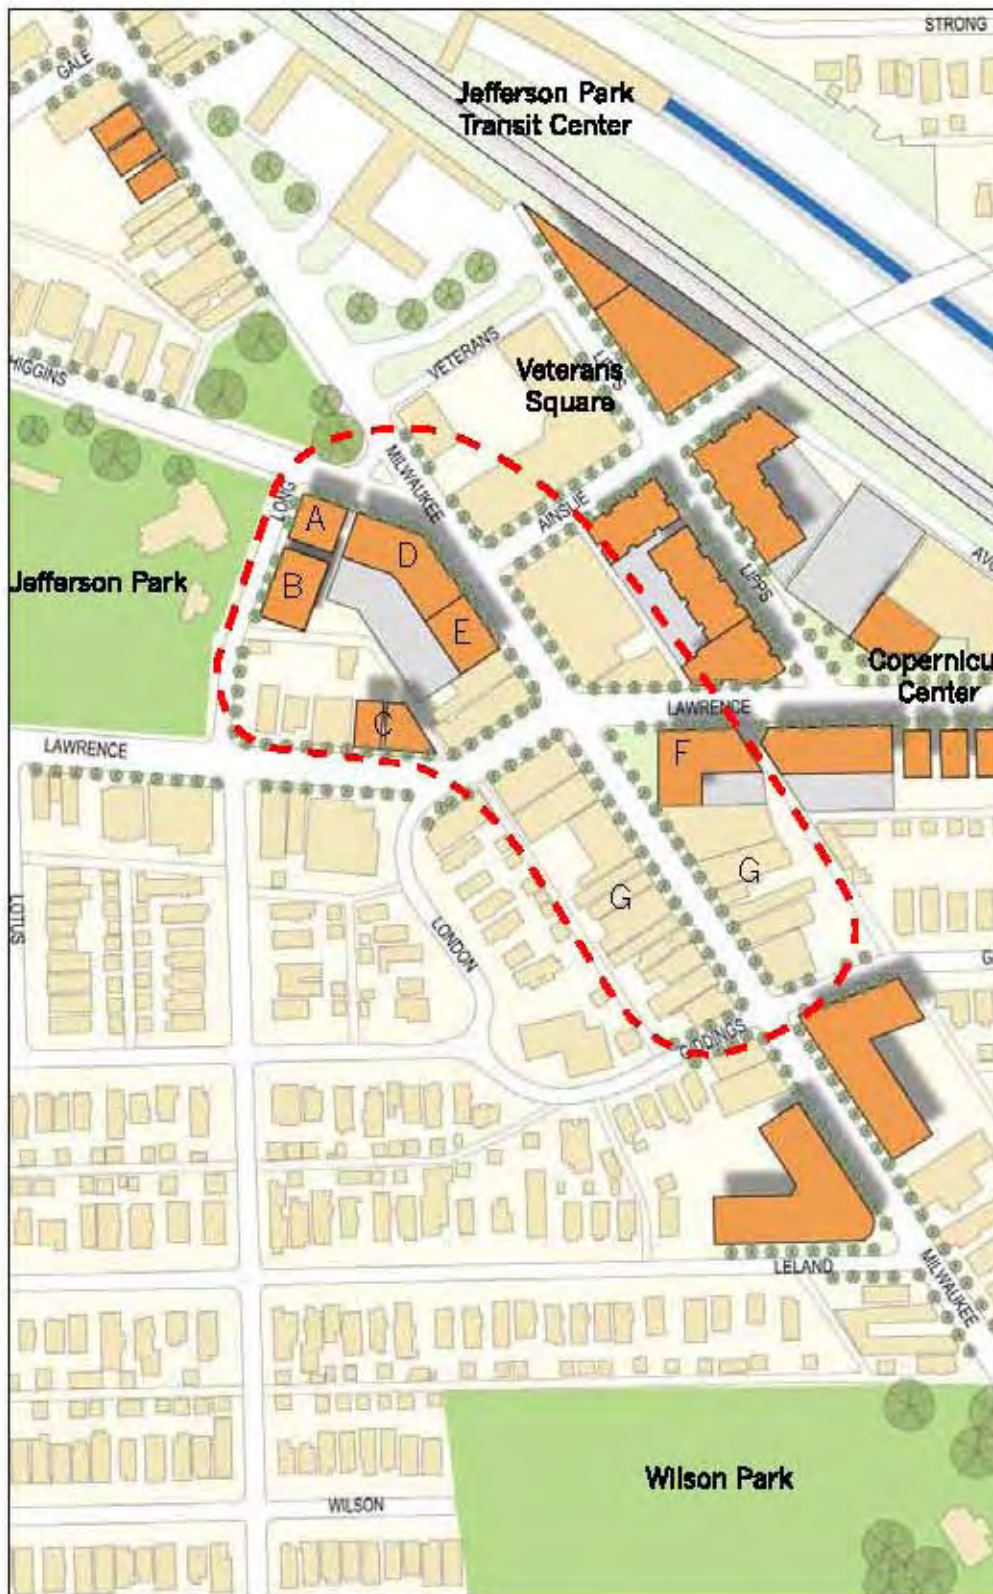 STRONG
GALE
Jefferson Park
Transit Center
HIGGINS
VETERANS
LIPPS
Veterans
Square
MILWAUKEE
LONG
A
D
AINSLIE
Jefferson Park
B
E
LIPPS
Copernicu
Center
C
LAWRENCE
LAWRENCE
F
G
G
LOTUS
LONDON
G
GIDDINGS
LELAND
MILWAUKEE
Wilson Park
WILSON